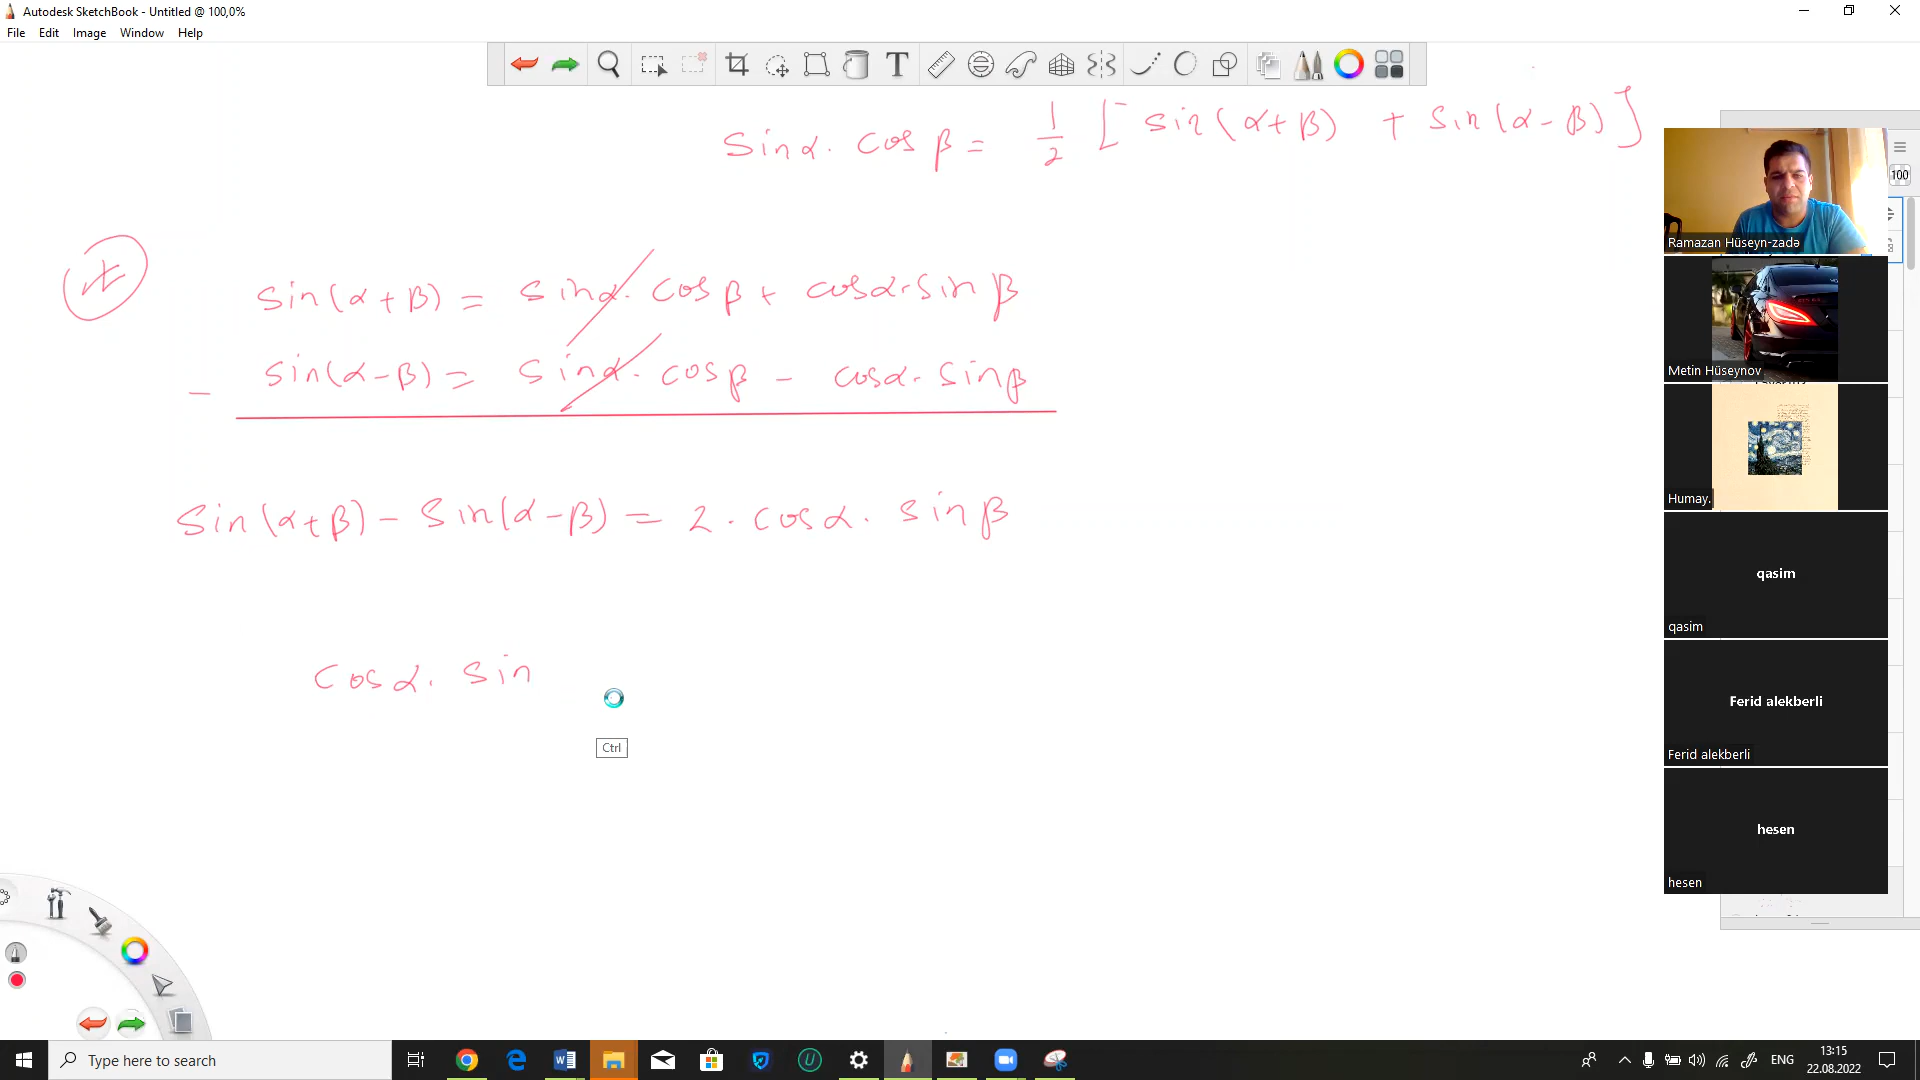 Autodesk SketchBook - Untitled @ 100,0%
File Edit Image Window Help
sinα · cos β = 1/2 [ sin(α+β) + sin(α-β) ]
100
Ramazan Hüseyn-zadə
sin(α+β) = sinα · cosβ + cosα · sinβ
sin(α-β) = sinα · cosβ - cosα · sinβ
-
Metin Hüseynov
Humay.
sin(α+β) - sin(α-β) = 2 · cosα · sinβ
qasim
qasim
cosα · sin
Ctrl
Ferid alekberli
Ferid alekberli
hesen
hesen
Type here to search
ENG
13:15
22.08.2022